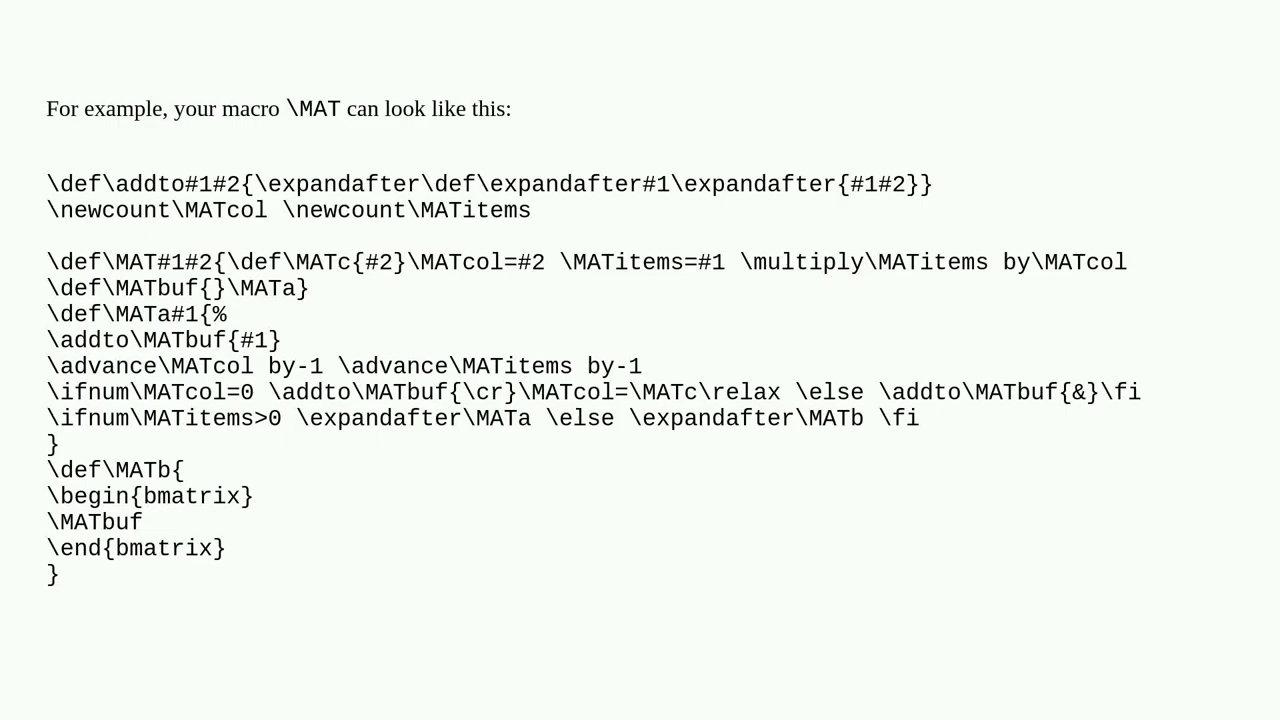 For example, your macro \MAT can look like this:
\def\addto#1#2{\expandafter\def\expandafter#1\expandafter{#1#2}}
\newcount\MATcol \newcount\MATitems
\def\MAT#1#2{\def\MATc{#2}\MATcol=#2 \MATitems=#1 \multiply\MATitems by\MATcol
\def\MATbuf{}\MATa}
\def\MATa#1{%
\addto\MATbuf{#1}
\advance\MATcol by-1 \advance\MATitems by-1
\ifnum\MATcol=0 \addto\MATbuf{\cr}\MATcol=\MATc\relax \else \addto\MATbuf{&}\fi
\ifnum\MATitems>0 \expandafter\MATa \else \expandafter\MATb \fi
}
\def\MATb{
\begin{bmatrix}
\MATbuf
\end{bmatrix}
}